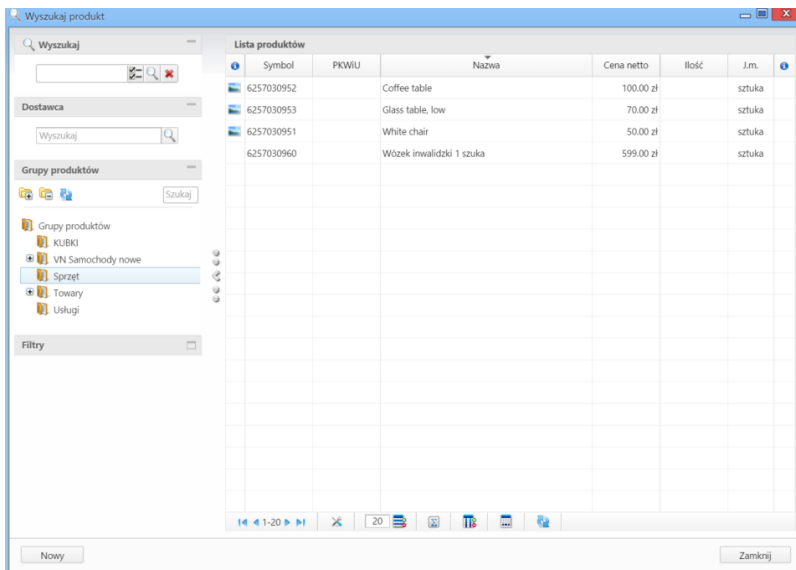 Wyszukaj produkt
Wyszukaj
Dostawca
Wyszukaj
Grupy produktów
Szukaj
Grupy produktów
KUBKI
VN Samochody nowe
Sprzęt
Towary
Usługi
Filtry
Lista produktów
Symbol PKWiU Nazwa Cena netto Ilość J.m.
6257030952 Coffee table 100.00 zł sztuka
6257030953 Glass table, low 70.00 zł sztuka
6257030951 White chair 50.00 zł sztuka
6257030960 Wózek inwalidzki 1 szuka 599.00 zł sztuka
1-20 20
Nowy Zamknij